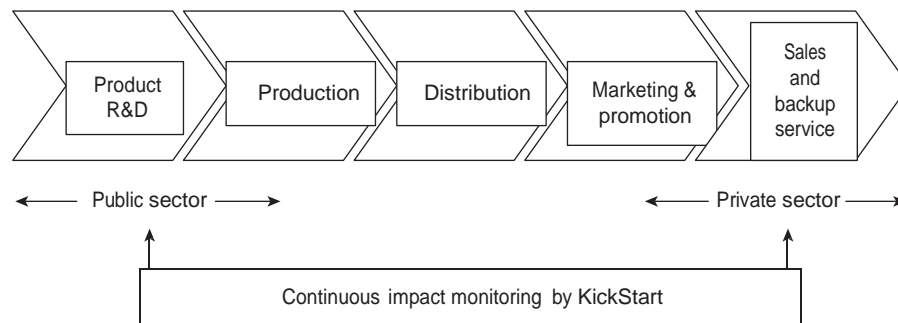 Product
R&D
Production
Distribution
Marketing &
promotion
Sales
and
backup
service
Public sector
Private sector
Continuous impact monitoring by KickStart